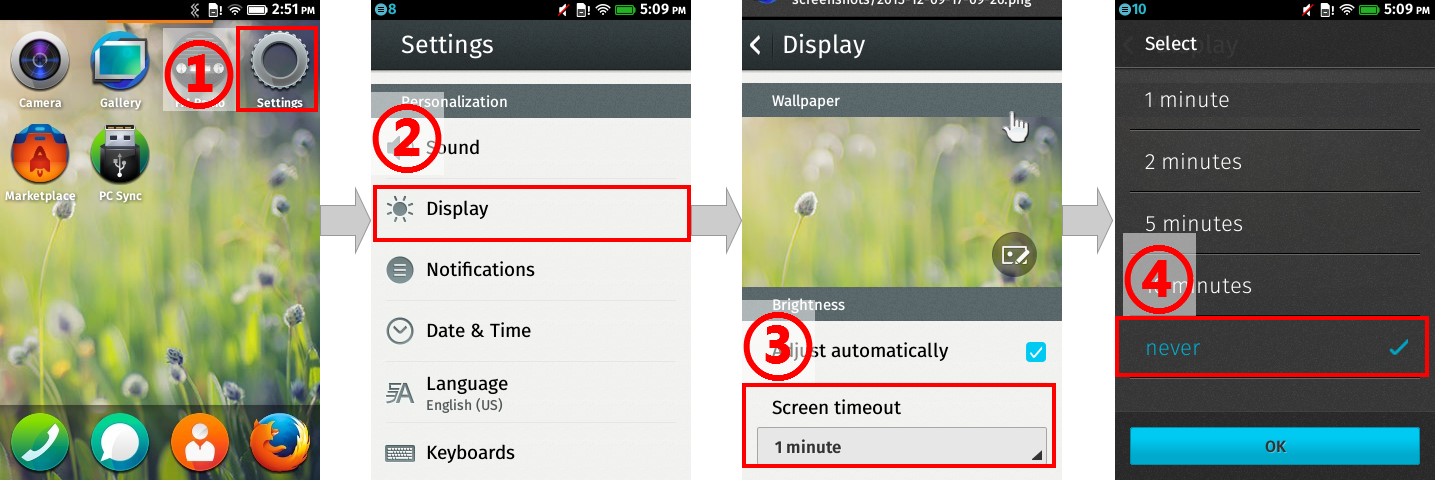 2:51 PM
1
Camera
Gallery
Settings
Marketplace
PC Sync
8
5:09 PM
Settings
Personalization
2
Sound
Display
Notifications
Date & Time
Language
English (US)
Keyboards
screenshots/2015-12-09-17-09-26.png
Display
Wallpaper
Brightness
3
Adjust automatically
Screen timeout
1 minute
10
5:09 PM
Select
1 minute
2 minutes
5 minutes
4
minutes
never
OK